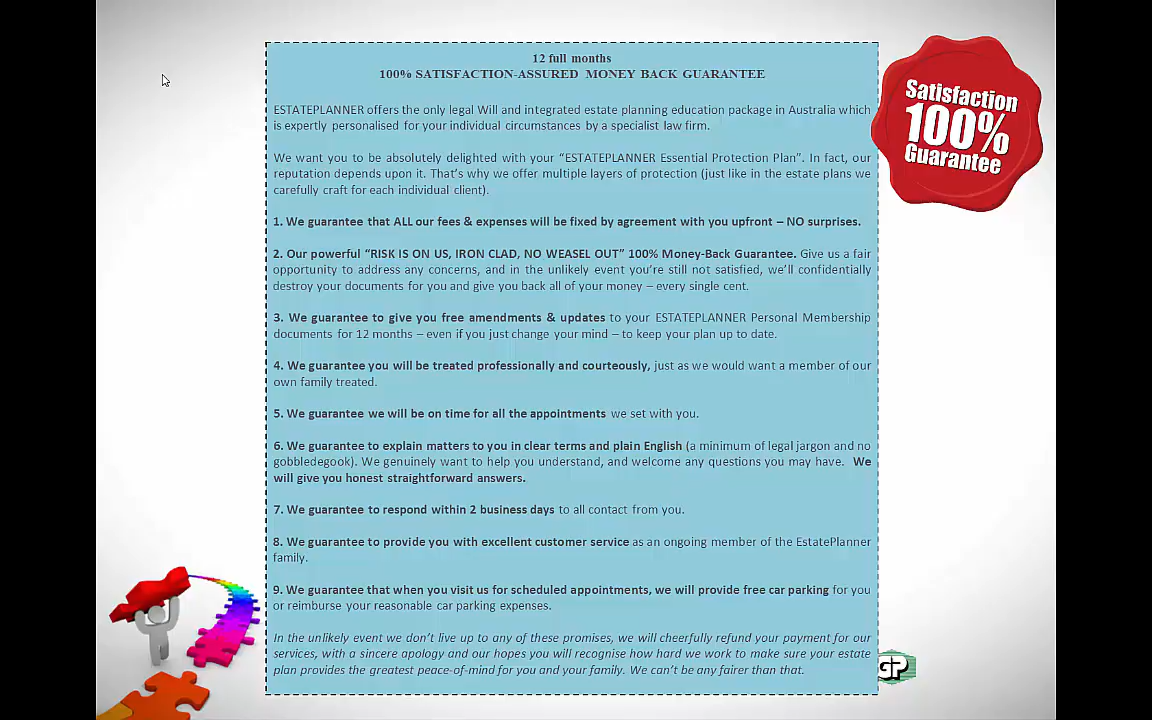 12 full months
100% SATISFACTION-ASSURED MONEY BACK GUARANTEE
ESTATEPLANNER offers the only legal Will and integrated estate planning education package in Australia which
is expertly personalised for your individual circumstances by a specialist law firm.
We want you to be absolutely delighted with your “ESTATEPLANNER Essential Protection Plan”. In fact, our
reputation depends upon it. That’s why we offer multiple layers of protection (just like in the estate plans we
carefully craft for each individual client).
1. We guarantee that ALL our fees & expenses will be fixed by agreement with you upfront – NO surprises.
2. Our powerful “RISK IS ON US, IRON CLAD, NO WEASEL OUT” 100% Money-Back Guarantee. Give us a fair
opportunity to address any concerns, and in the unlikely event you’re still not satisfied, we’ll confidentially
destroy your documents for you and give you back all of your money – every single cent.
3. We guarantee to give you free amendments & updates to your ESTATEPLANNER Personal Membership
documents for 12 months – even if you just change your mind – to keep your plan up to date.
4. We guarantee you will be treated professionally and courteously, just as we would want a member of our
own family treated.
5. We guarantee we will be on time for all the appointments we set with you.
6. We guarantee to explain matters to you in clear terms and plain English (a minimum of legal jargon and no
gobbledegook). We genuinely want to help you understand, and welcome any questions you may have. We
will give you honest straightforward answers.
7. We guarantee to respond within 2 business days to all contact from you.
8. We guarantee to provide you with excellent customer service as an ongoing member of the EstatePlanner
family.
9. We guarantee that when you visit us for scheduled appointments, we will provide free car parking for you
or reimburse your reasonable car parking expenses.
In the unlikely event we don’t live up to any of these promises, we will cheerfully refund your payment for our
services, with a sincere apology and our hopes you will recognise how hard we work to make sure your estate
plan provides the greatest peace-of-mind for you and your family. We can’t be any fairer than that.
Satisfaction
100%
Guarantee